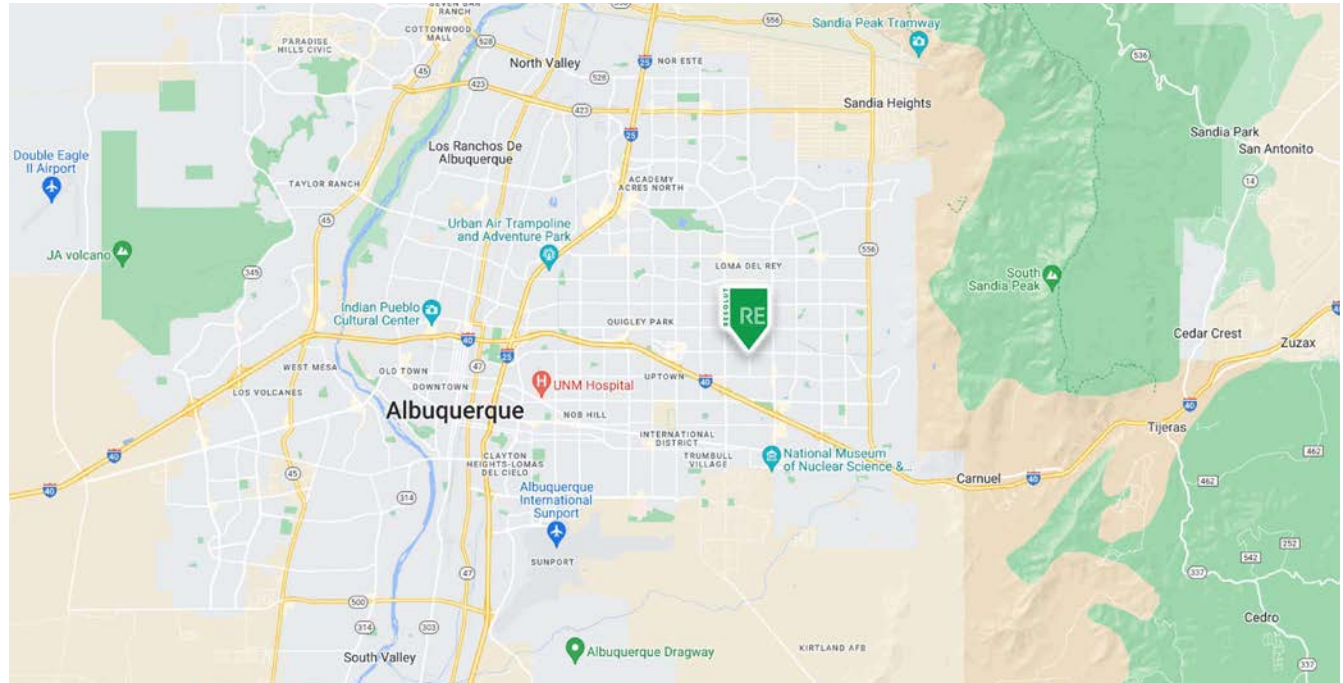 SEVEN BAR
RANCH
COTTONWOOD
MALL
PARADISE
HILLS CIVIC
528
North Valley
25
NOR ESTE
556
Sandia Peak Tramway
556
536
45
423
528
423
Sandia Heights
25
Sandia Park
San Antonito
Double Eagle
II Airport
Los Ranchos De
Albuquerque
TAYLOR RANCH
ACADEMY
ACRES NORTH
14
45
Urban Air Trampoline
and Adventure Park
556
JA volcano
345
LOMA DEL REY
South
Sandia Peak
RESOLUT
RE
Indian Pueblo
Cultural Center
QUIGLEY PARK
40
47
25
Cedar Crest
Zuzax
WEST MESA
OLD TOWN
DOWNTOWN
UNM Hospital
UPTOWN
40
LOS VOLCANES
Albuquerque
NOB HILL
40
Tijeras
INTERNATIONAL
DISTRICT
40
CLAYTON
HEIGHTS-LOMAS
DEL CIELO
TRUMBULL
VILLAGE
National Museum
of Nuclear Science &...
462
45
40
314
Albuquerque
International
Sunport
Carnuel
40
462
SUNPORT
252
542
47
337
500
314
303
Cedro
South Valley
Albuquerque Dragway
KIRTLAND AFB
337